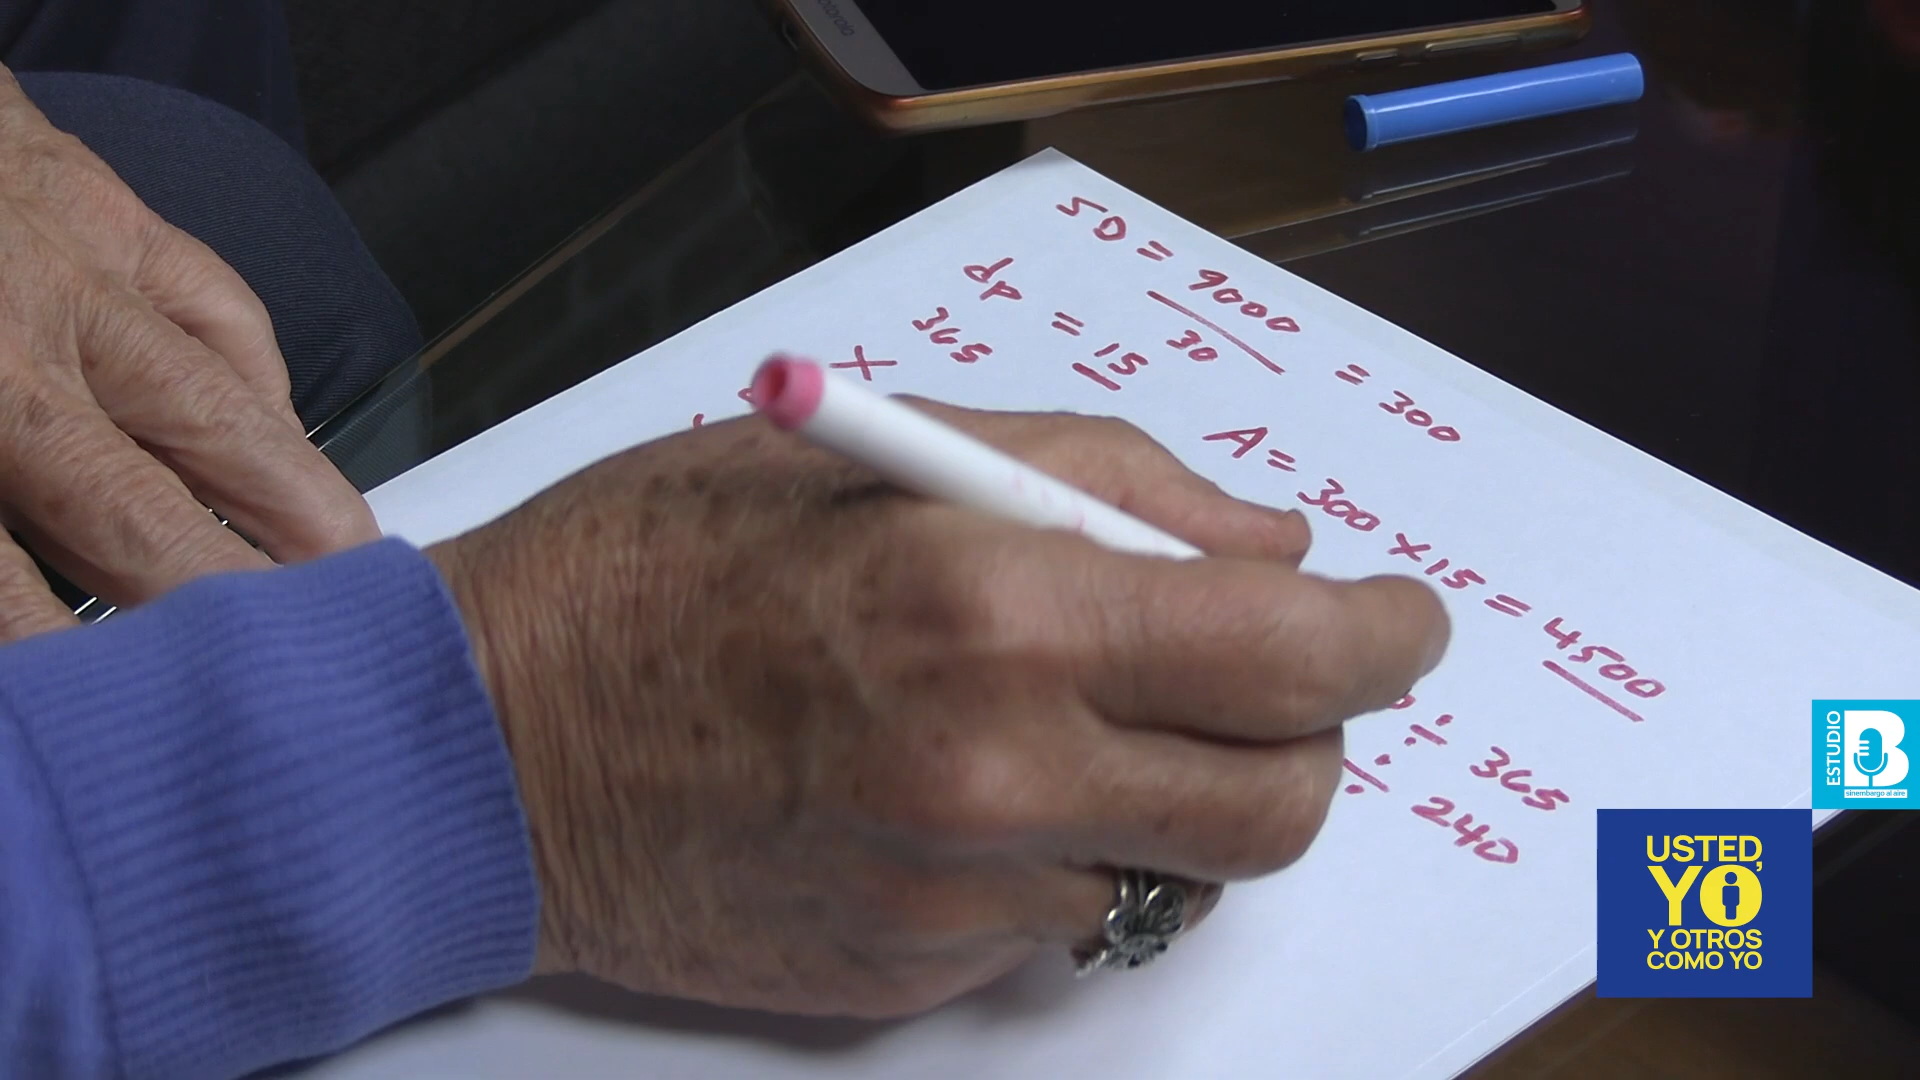 motorola
SD = 9000 / 30 = 300
dp = 15
365
X
A = 300 x 15 = 4500
÷ 365
÷ 240
ESTUDIO B
sinembargo al aire
USTED,
YO
Y OTROS
COMO YO